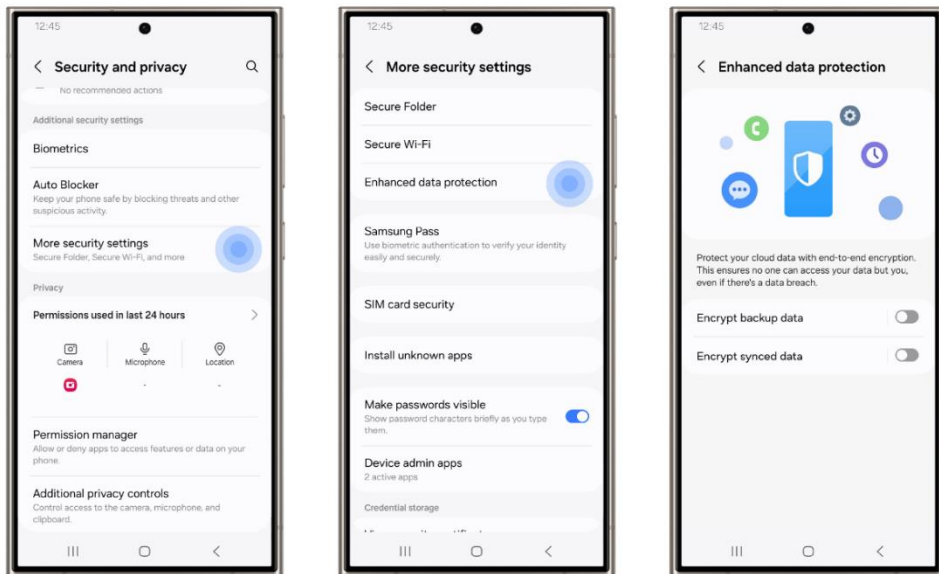 12:45
Security and privacy
No recommended actions
Additional security settings
Biometrics
Auto Blocker
Keep your phone safe by blocking threats and other
suspicious activity.
More security settings
Secure Folder, Secure Wi-Fi, and more
Privacy
Permissions used in last 24 hours
Camera Microphone Location
Permission manager
Allow or deny apps to access features or data on your
phone.
Additional privacy controls
Control access to the camera, microphone, and
clipboard.
12:45
More security settings
Secure Folder
Secure Wi-Fi
Enhanced data protection
Samsung Pass
Use biometric authentication to verify your identity
easily and securely.
SIM card security
Install unknown apps
Make passwords visible
Show password characters briefly as you type
them.
Device admin apps
2 active apps
Credential storage
12:45
Enhanced data protection
Protect your cloud data with end-to-end encryption.
This ensures no one can access your data but you,
even if there's a data breach.
Encrypt backup data
Encrypt synced data